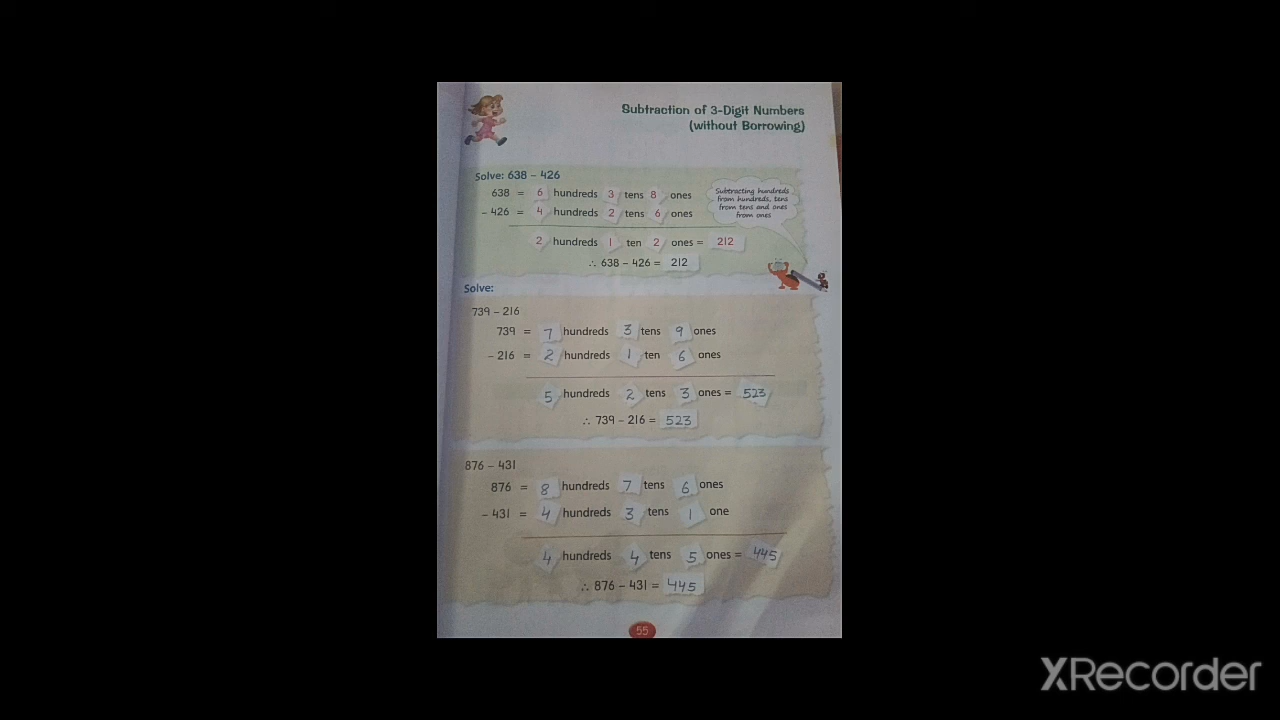 Subtraction of 3-Digit Numbers
(without Borrowing)
Solve: 638 – 426
638 = 6 hundreds 3 tens 8 ones
– 426 = 4 hundreds 2 tens 6 ones
2 hundreds 1 ten 2 ones = 212
∴ 638 – 426 = 212
Subtracting hundreds
from hundreds, tens
from tens and ones
from ones
Solve:
739 – 216
739 = 7 hundreds 3 tens 9 ones
– 216 = 2 hundreds 1 ten 6 ones
5 hundreds 2 tens 3 ones = 523
∴ 739 – 216 = 523
876 – 431
876 = 8 hundreds 7 tens 6 ones
– 431 = 4 hundreds 3 tens 1 one
4 hundreds 4 tens 5 ones = 445
∴ 876 – 431 = 445
55
XRecorder